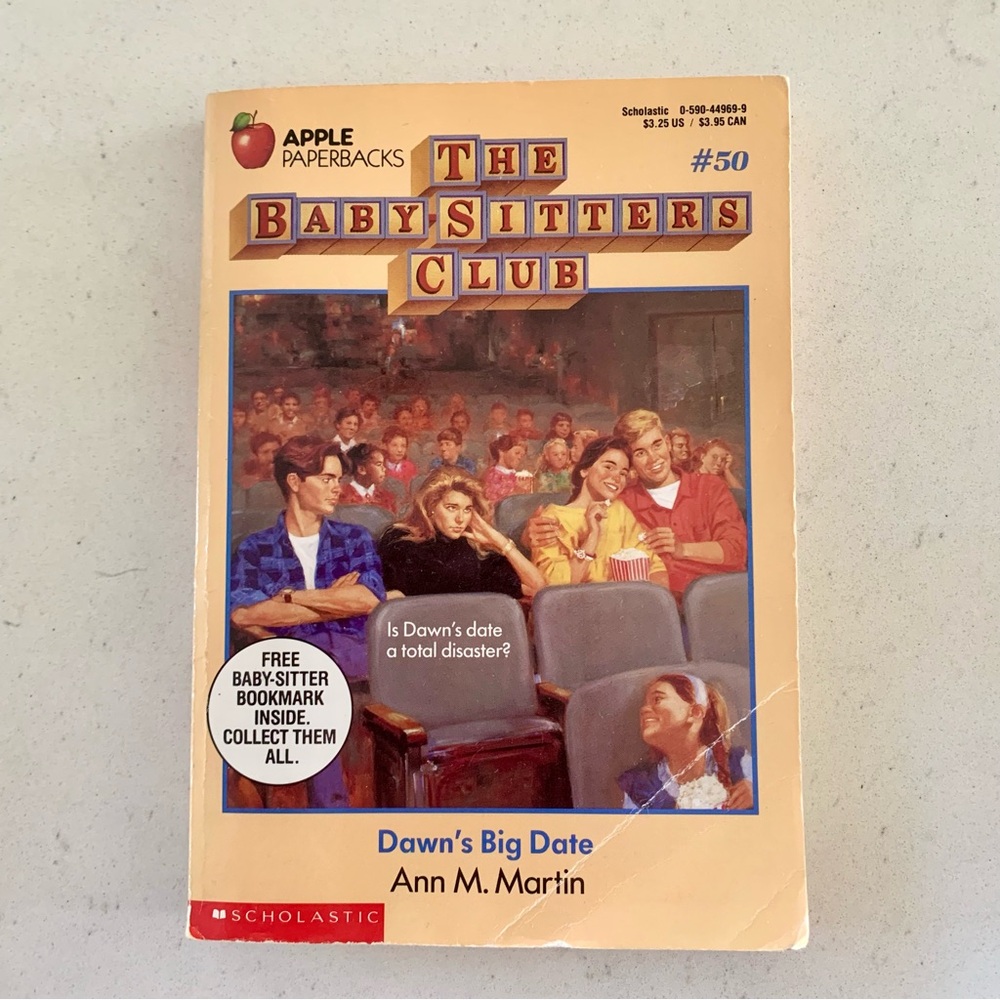 APPLE
PAPERBACKS
Scholastic 0-590-44969-9
$3.25 US / $3.95 CAN
#50
THE
BABY-SITTERS
CLUB
Is Dawn's date
a total disaster?
FREE
BABY-SITTER
BOOKMARK
INSIDE.
COLLECT THEM
ALL.
Dawn's Big Date
Ann M. Martin
SCHOLASTIC